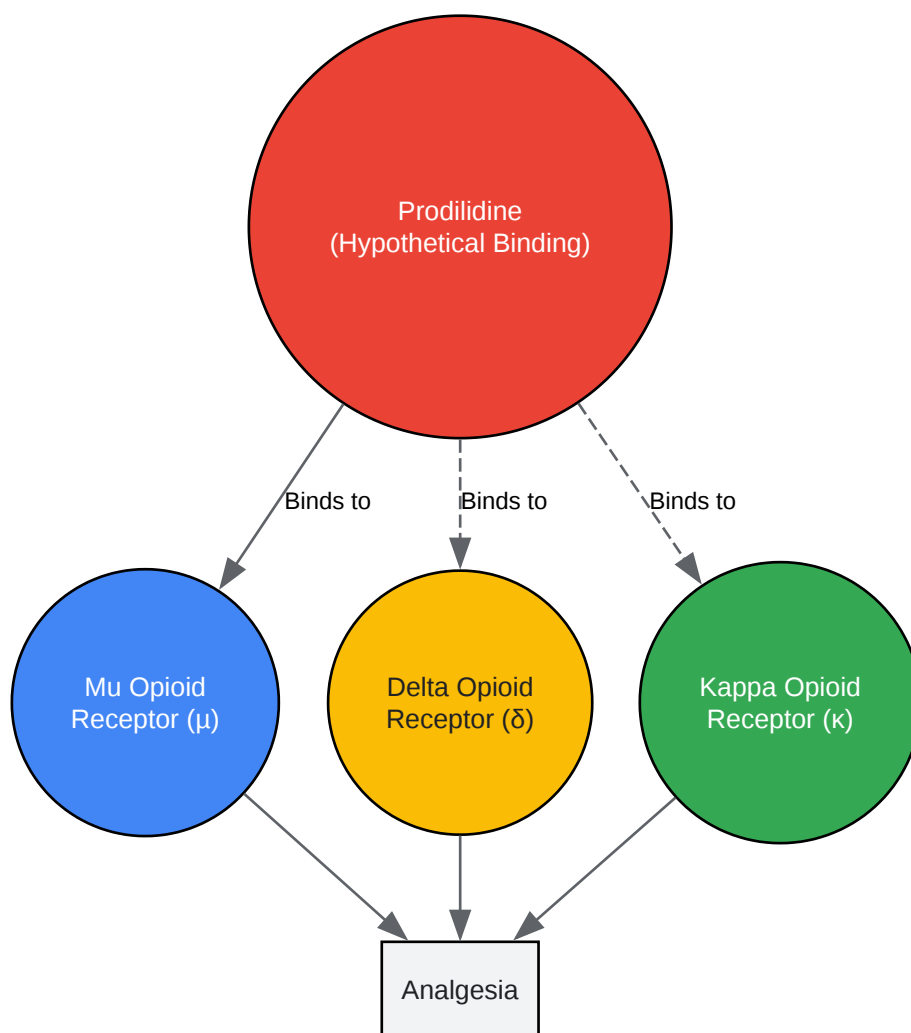 Prodilidine
(Hypothetical Binding)
Binds to
Binds to
Binds to
Mu Opioid
Receptor (μ)
Delta Opioid
Receptor (δ)
Kappa Opioid
Receptor (κ)
Analgesia